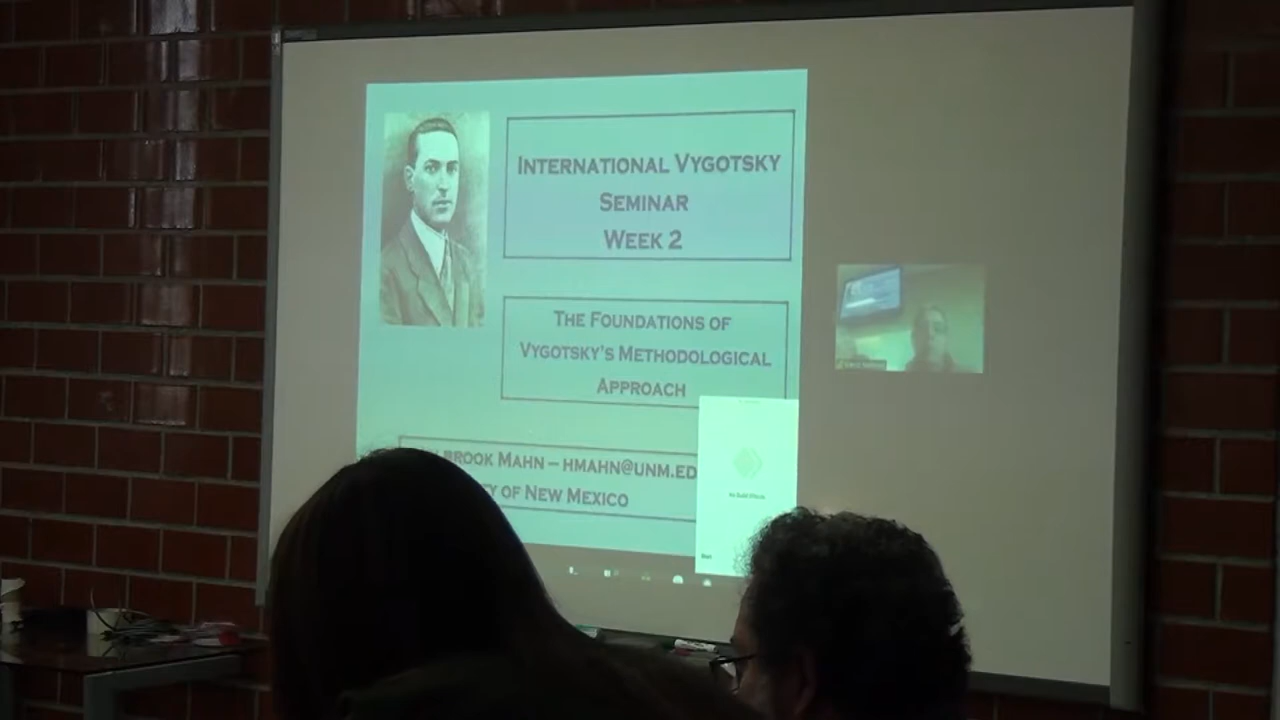 INTERNATIONAL VYGOTSKY
SEMINAR
WEEK 2
THE FOUNDATIONS OF
VYGOTSKY'S METHODOLOGICAL
APPROACH
BROOK MAHN – HMAHN@UNM.ED
OF NEW MEXICO